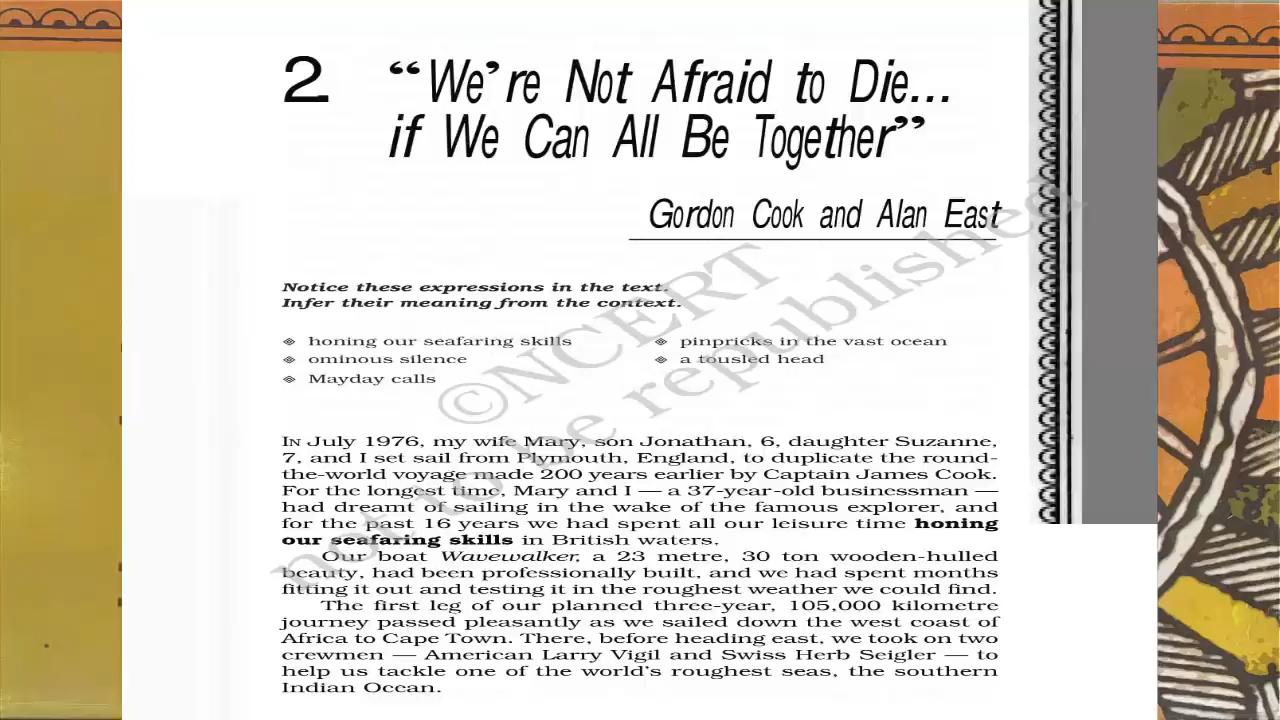 2. “We’re Not Afraid to Die...
if We Can All Be Together”
Gordon Cook and Alan East
Notice these expressions in the text.
Infer their meaning from the context.
honing our seafaring skills
ominous silence
Mayday calls
pinpricks in the vast ocean
a tousled head
IN July 1976, my wife Mary, son Jonathan, 6, daughter Suzanne,
7, and I set sail from Plymouth, England, to duplicate the round-
the-world voyage made 200 years earlier by Captain James Cook.
For the longest time, Mary and I — a 37-year-old businessman —
had dreamt of sailing in the wake of the famous explorer, and
for the past 16 years we had spent all our leisure time honing
our seafaring skills in British waters.
Our boat Wavewalker, a 23 metre, 30 ton wooden-hulled
beauty, had been professionally built, and we had spent months
fitting it out and testing it in the roughest weather we could find.
The first leg of our planned three-year, 105,000 kilometre
journey passed pleasantly as we sailed down the west coast of
Africa to Cape Town. There, before heading east, we took on two
crewmen — American Larry Vigil and Swiss Herb Seigler — to
help us tackle one of the world’s roughest seas, the southern
Indian Ocean.
©NCERT
not to be republished